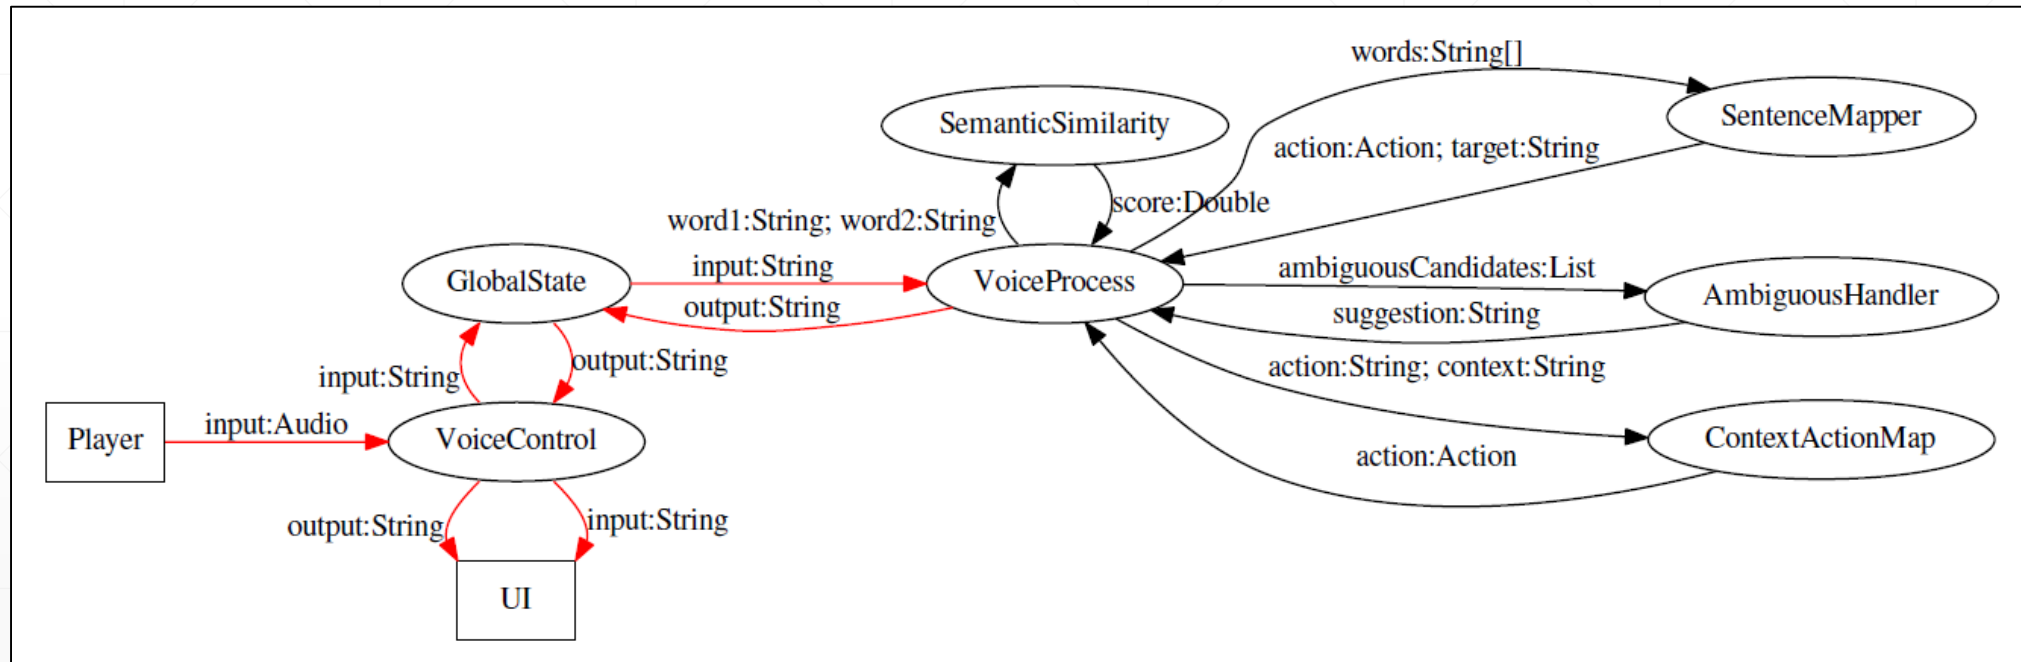 words:String[]
SemanticSimilarity
SentenceMapper
action:Action; target:String
score:Double
word1:String; word2:String
GlobalState
input:String
VoiceProcess
ambiguousCandidates:List
AmbiguousHandler
output:String
suggestion:String
input:String
output:String
action:String; context:String
Player
input:Audio
VoiceControl
action:Action
ContextActionMap
output:String
input:String
UI